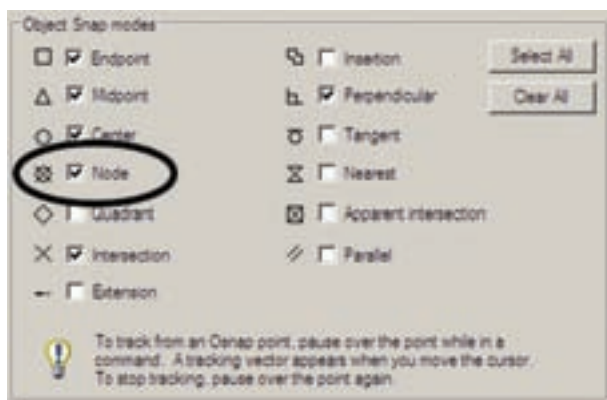 Object Snap modes
Endpoint
Midpoint
Center
Node
Quadrant
Intersection
Extension
Insertion
Perpendicular
Tangent
Nearest
Apparent intersection
Parallel
Select All
Clear All
To track from an Osnap point, pause over the point while in a
command. A tracking vector appears when you move the cursor.
To stop tracking, pause over the point again.